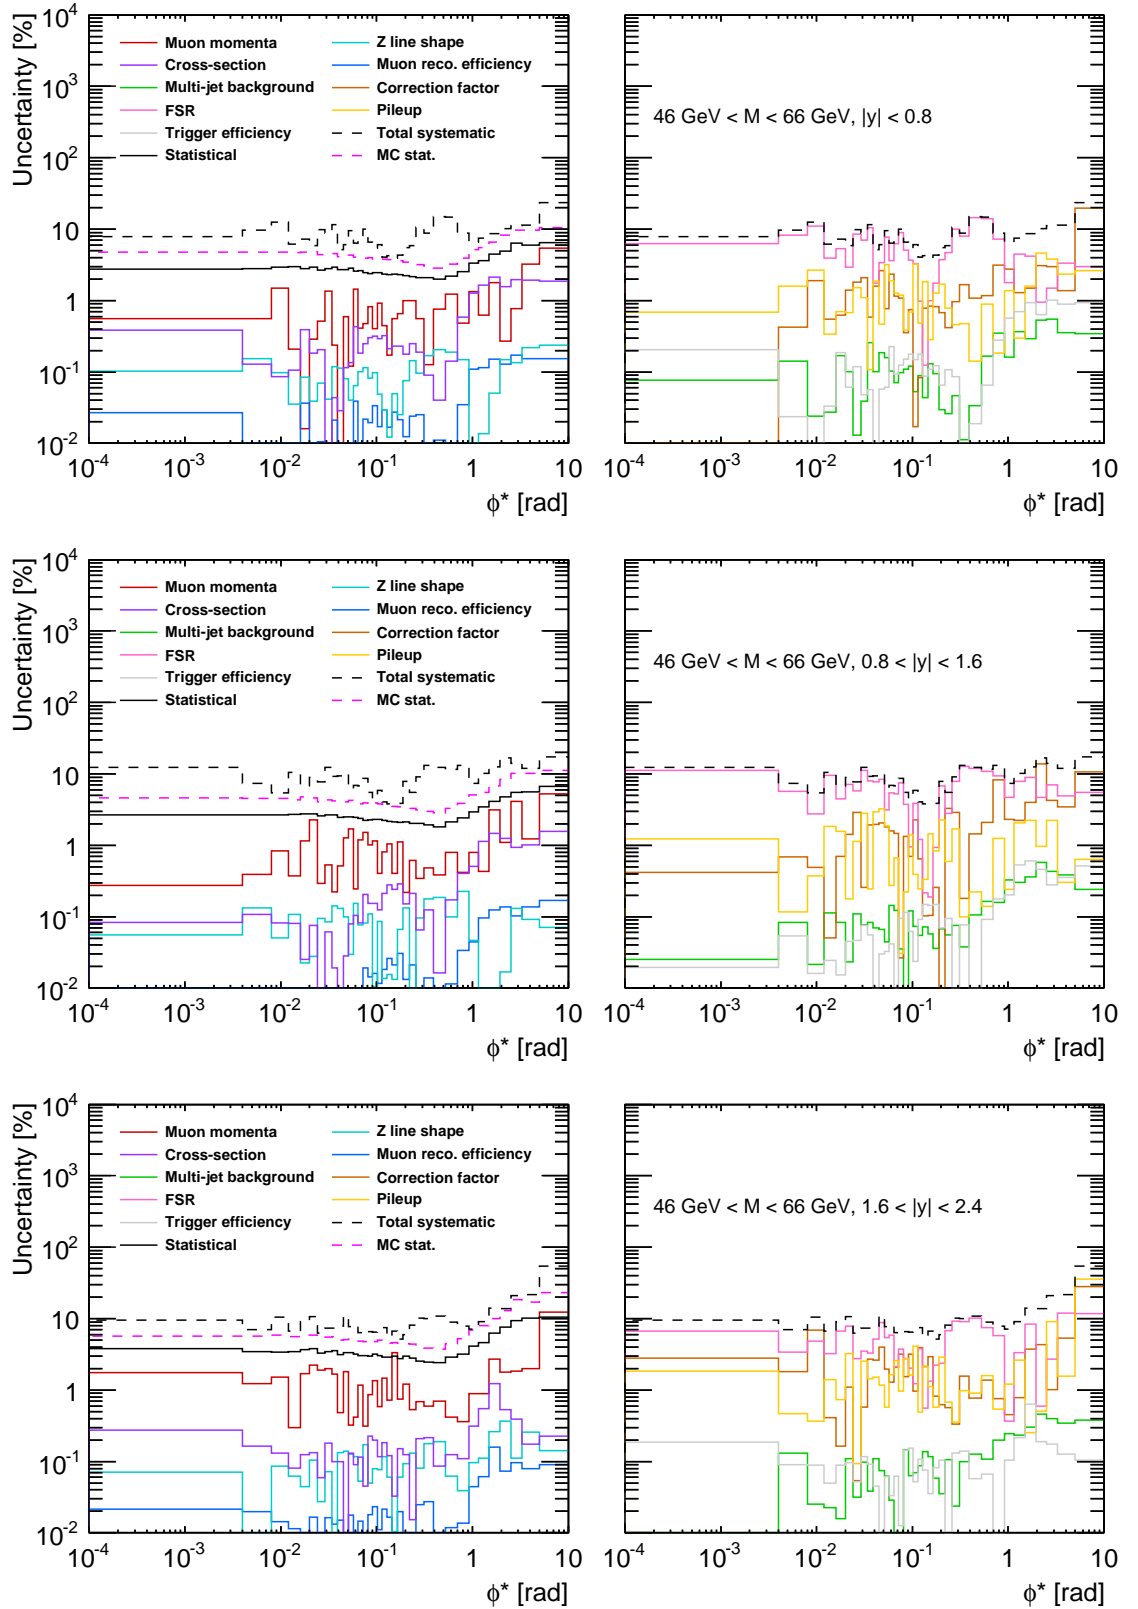 Uncertainty [%]
10^4
10^3
10^2
10
1
10^-1
10^-2
Muon momenta
Cross-section
Multi-jet background
FSR
Trigger efficiency
Statistical
Z line shape
Muon reco. efficiency
Correction factor
Pileup
Total systematic
MC stat.
10^-4 10^-3 10^-2 10^-1 1 10
ϕ* [rad]
46 GeV < M < 66 GeV, |y| < 0.8
10^-4 10^-3 10^-2 10^-1 1 10
ϕ* [rad]
Uncertainty [%]
10^4
10^3
10^2
10
1
10^-1
10^-2
Muon momenta
Cross-section
Multi-jet background
FSR
Trigger efficiency
Statistical
Z line shape
Muon reco. efficiency
Correction factor
Pileup
Total systematic
MC stat.
10^-4 10^-3 10^-2 10^-1 1 10
ϕ* [rad]
46 GeV < M < 66 GeV, 0.8 < |y| < 1.6
10^-4 10^-3 10^-2 10^-1 1 10
ϕ* [rad]
Uncertainty [%]
10^4
10^3
10^2
10
1
10^-1
10^-2
Muon momenta
Cross-section
Multi-jet background
FSR
Trigger efficiency
Statistical
Z line shape
Muon reco. efficiency
Correction factor
Pileup
Total systematic
MC stat.
10^-4 10^-3 10^-2 10^-1 1 10
ϕ* [rad]
46 GeV < M < 66 GeV, 1.6 < |y| < 2.4
10^-4 10^-3 10^-2 10^-1 1 10
ϕ* [rad]